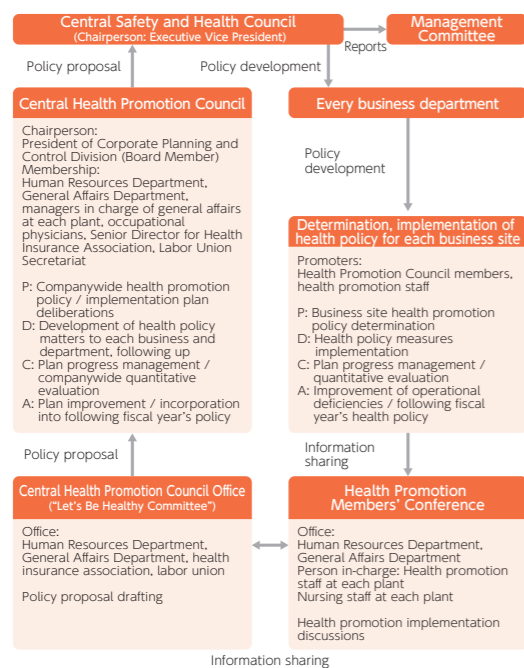 Central Safety and Health Council
(Chairperson: Executive Vice President)
Reports
Management
Committee
Policy proposal
Policy development
Central Health Promotion Council
Chairperson:
President of Corporate Planning and
Control Division (Board Member)
Membership:
Human Resources Department,
General Affairs Department,
managers in charge of general affairs
at each plant, occupational
physicians, Senior Director for Health
Insurance Association, Labor Union
Secretariat
P: Companywide health promotion
policy / implementation plan
deliberations
D: Development of health policy
matters to each business and
department, following up
C: Plan progress management /
companywide quantitative
evaluation
A: Plan improvement / incorporation
into following fiscal year's policy
Every business department
Policy
development
Determination, implementation of
health policy for each business site
Promoters:
Health Promotion Council members,
health promotion staff
P: Business site health promotion
policy determination
D: Health policy measures
implementation
C: Plan progress management /
quantitative evaluation
A: Improvement of operational
deficiencies / following fiscal
year's health policy
Policy proposal
Information
sharing
Central Health Promotion Council Office
("Let's Be Healthy Committee")
Office:
Human Resources Department,
General Affairs Department, health
insurance association, labor union
Policy proposal drafting
Health Promotion
Members' Conference
Office:
Human Resources Department,
General Affairs Department
Person in-charge: Health promotion
staff at each plant
Nursing staff at each plant
Health promotion implementation
discussions
Information sharing